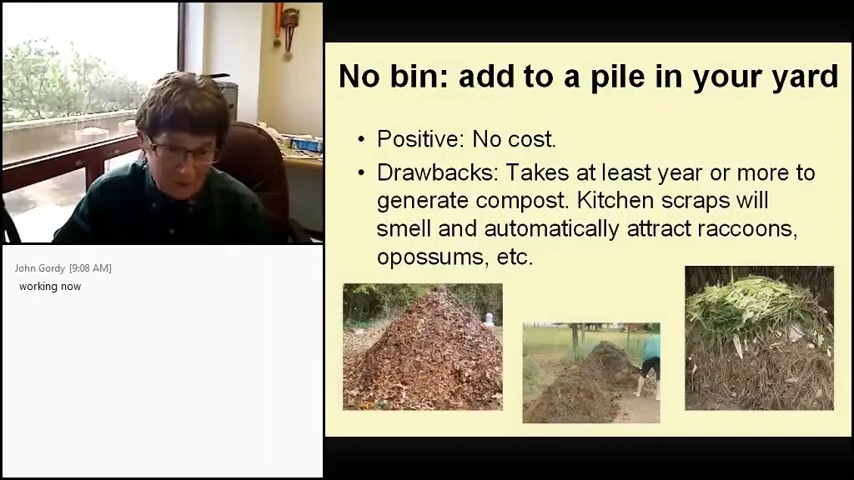 No bin: add to a pile in your yard
• Positive: No cost.
• Drawbacks: Takes at least year or more to
generate compost. Kitchen scraps will
smell and automatically attract raccoons,
opossums, etc.
John Gordy [9:08 AM]
working now